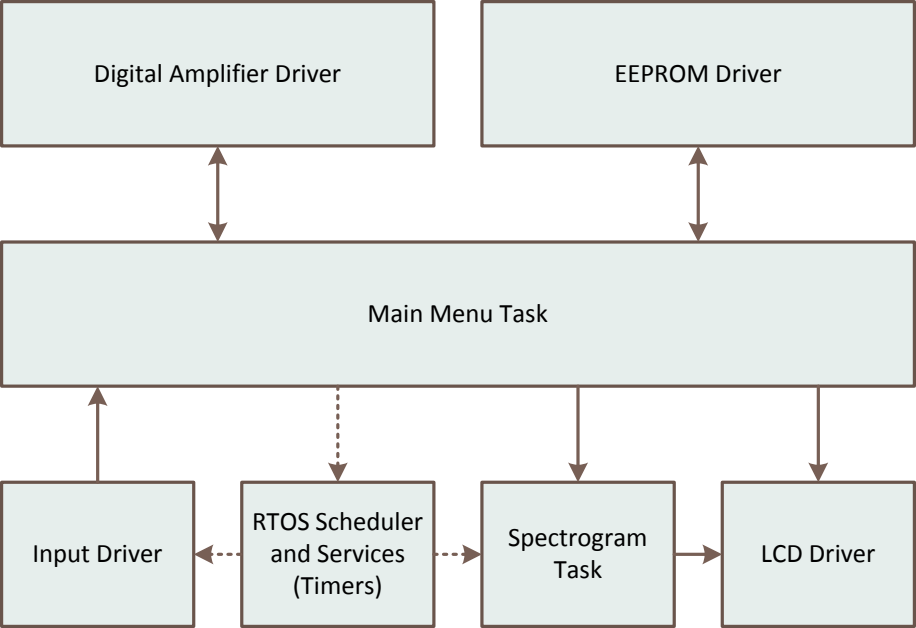 Digital Amplifier Driver
EEPROM Driver
Main Menu Task
Input Driver
RTOS Scheduler
and Services
(Timers)
Spectrogram
Task
LCD Driver